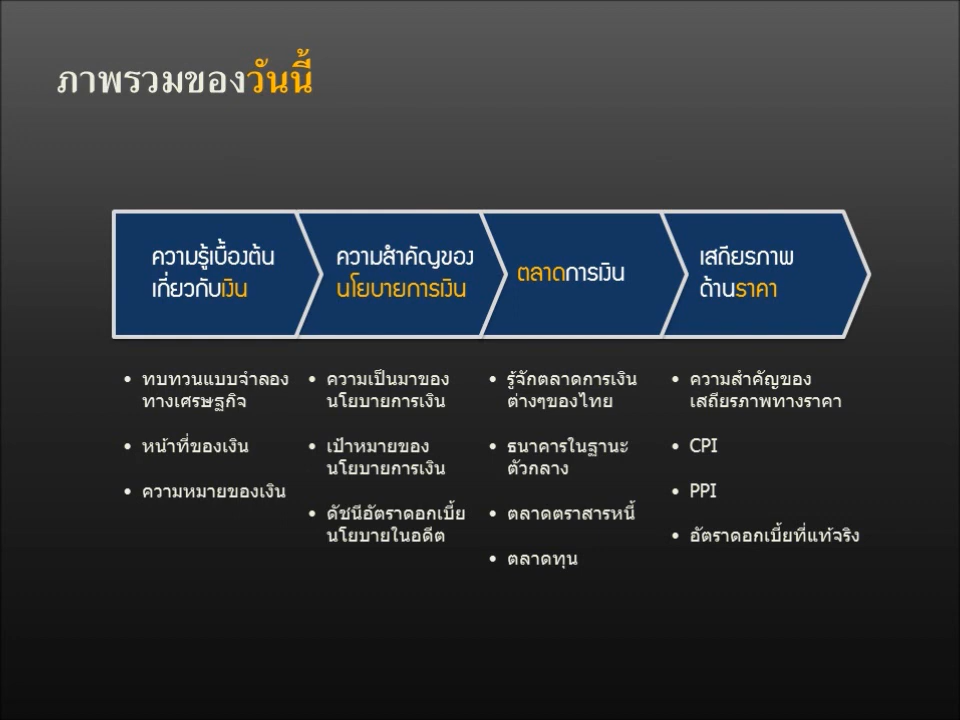 ภาพรวมของวันนี้
ความรู้เบื้องต้น
เกี่ยวกับเงิน
ความสำคัญของ
นโยบายการเงิน
ตลาดการเงิน
เสถียรภาพ
ด้านราคา
• ทบทวนแบบจำลอง
ทางเศรษฐกิจ
• หน้าที่ของเงิน
• ความหมายของเงิน
• ความเป็นมาของ
นโยบายการเงิน
• เป้าหมายของ
นโยบายการเงิน
• ดัชนีอัตราดอกเบี้ย
นโยบายในอดีต
• รู้จักตลาดการเงิน
ต่างๆของไทย
• ธนาคารในฐานะ
ตัวกลาง
• ตลาดตราสารหนี้
• ตลาดทุน
• ความสำคัญของ
เสถียรภาพทางราคา
• CPI
• PPI
• อัตราดอกเบี้ยที่แท้จริง